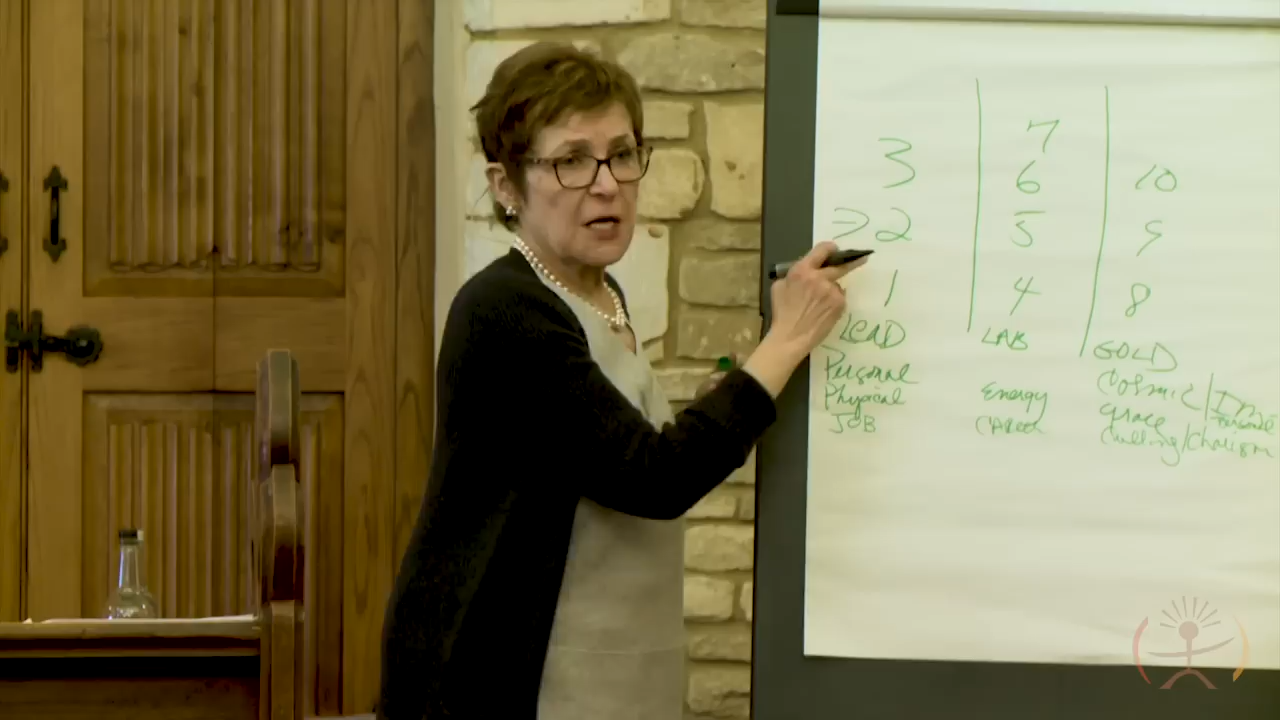 7
3 6 10
→2 5 9
1 4 8
LEAD LAB GOLD
Personal Cosmic/
Physical Energy Grace
JOB CAREER Calling/Charism